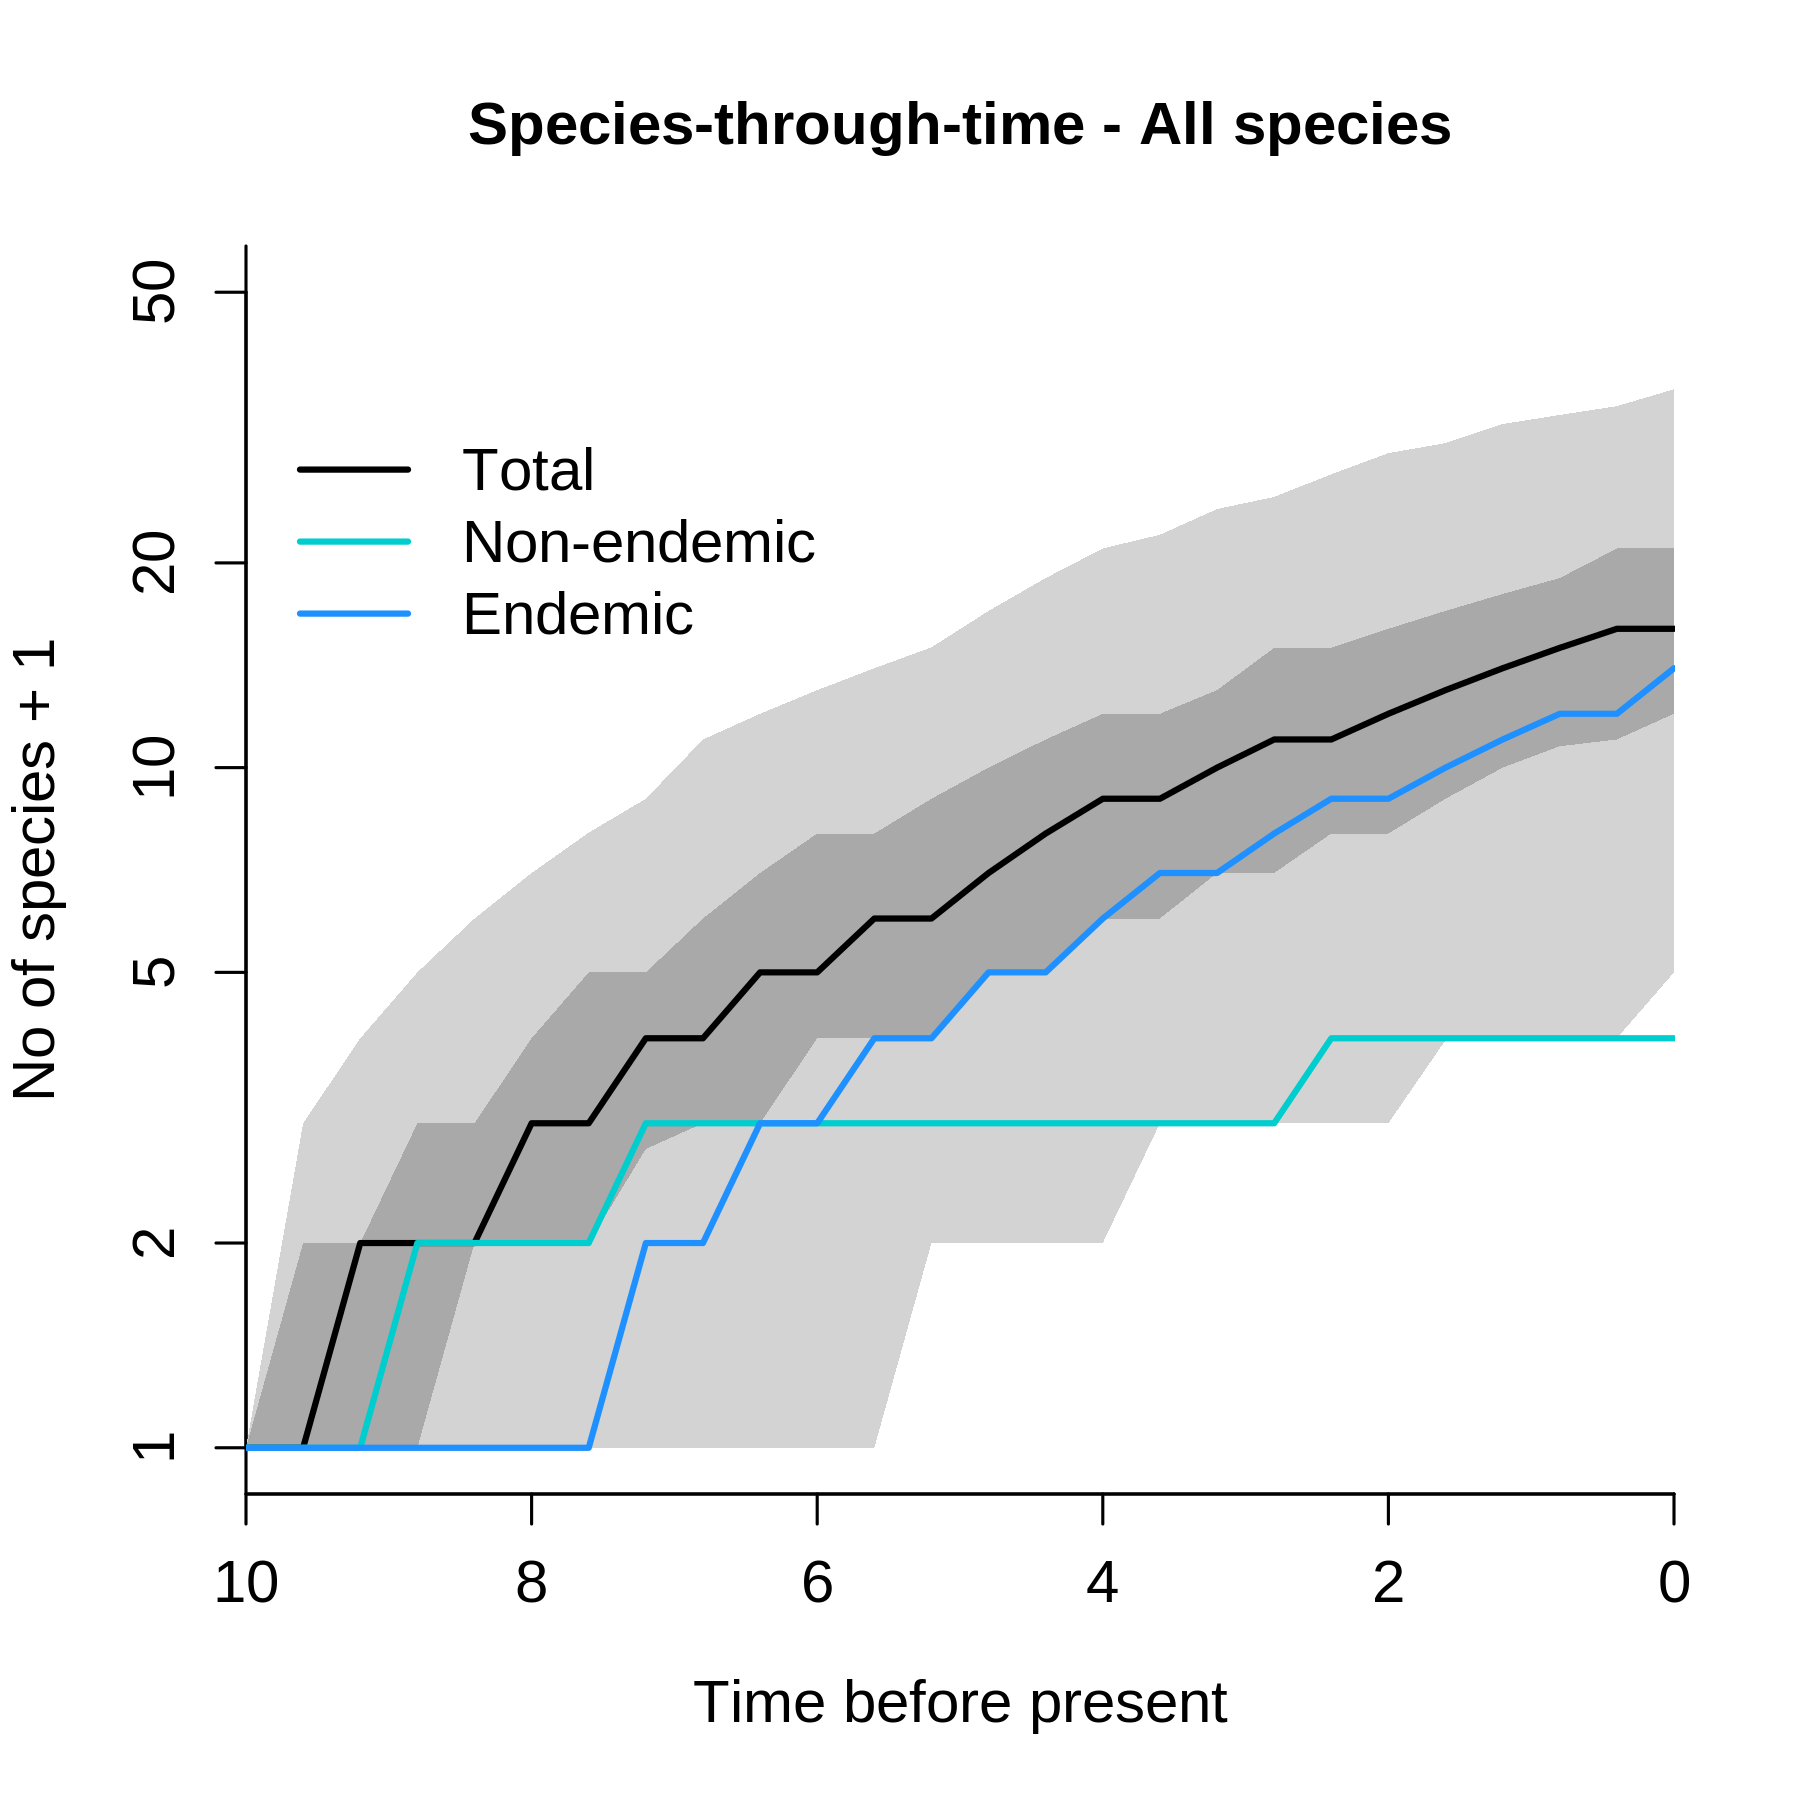 Species-through-time - All species
50
20
10
5
2
1
No of species + 1
Total
Non-endemic
Endemic
10 8 6 4 2 0
Time before present